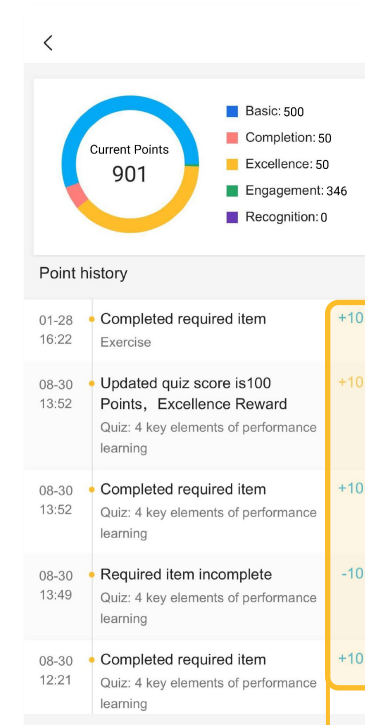 Current Points
901
Basic: 500
Completion: 50
Excellence: 50
Engagement: 346
Recognition: 0
Point history
01-28
16:22
Completed required item
Exercise
+10
08-30
13:52
Updated quiz score is100
Points, Excellence Reward
Quiz: 4 key elements of performance
learning
+10
08-30
13:52
Completed required item
Quiz: 4 key elements of performance
learning
+10
08-30
13:49
Required item incomplete
Quiz: 4 key elements of performance
learning
-10
08-30
12:21
Completed required item
Quiz: 4 key elements of performance
learning
+10